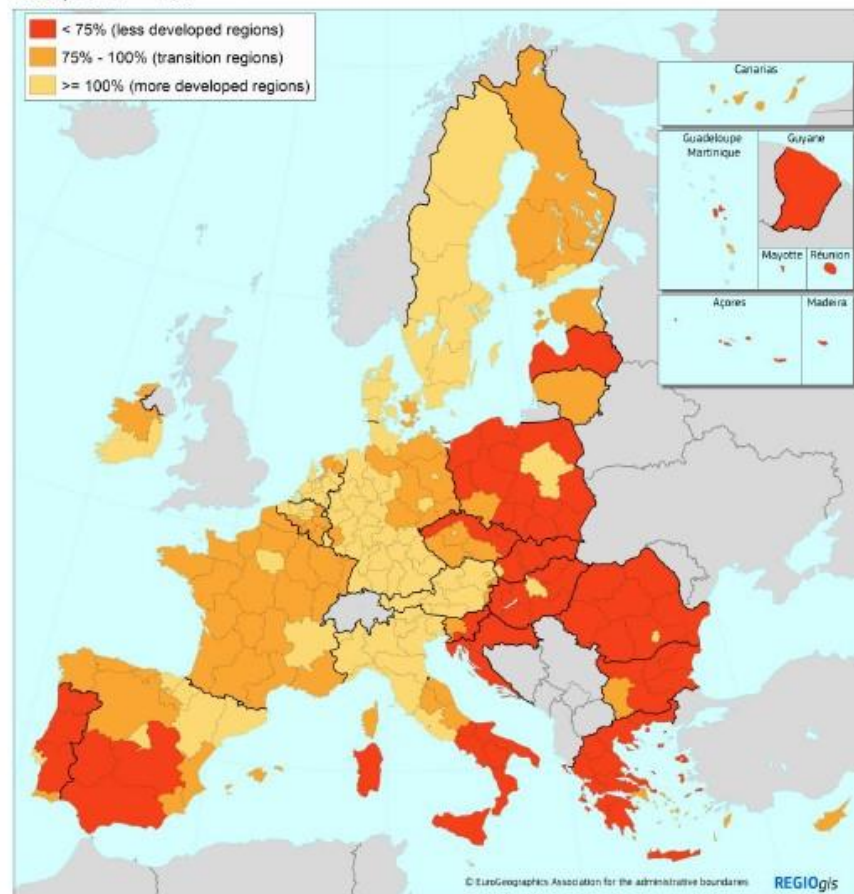 < 75% (less developed regions)
75% - 100% (transition regions)
>= 100% (more developed regions)
Canarias
Guadeloupe
Martinique
Guyane
Mayotte
Réunion
Açores
Madeira
© EuroGeographics Association for the administrative boundaries
REGIOgis